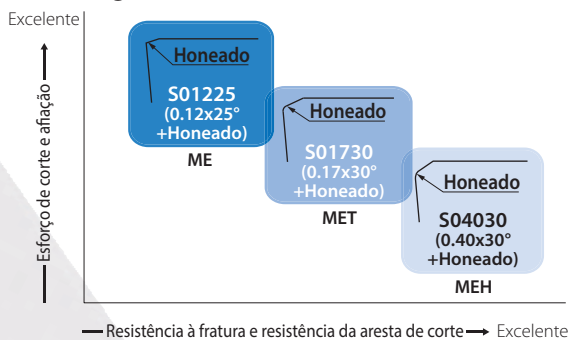 Excelente
Esforço de corte e afiação
Honeado
S01225
(0.12x25°
+Honeado)
ME
Honeado
S01730
(0.17x30°
+Honeado)
MET
Honeado
S04030
(0.40x30°
+Honeado)
MEH
Resistência à fratura e resistência da aresta de corte
Excelente